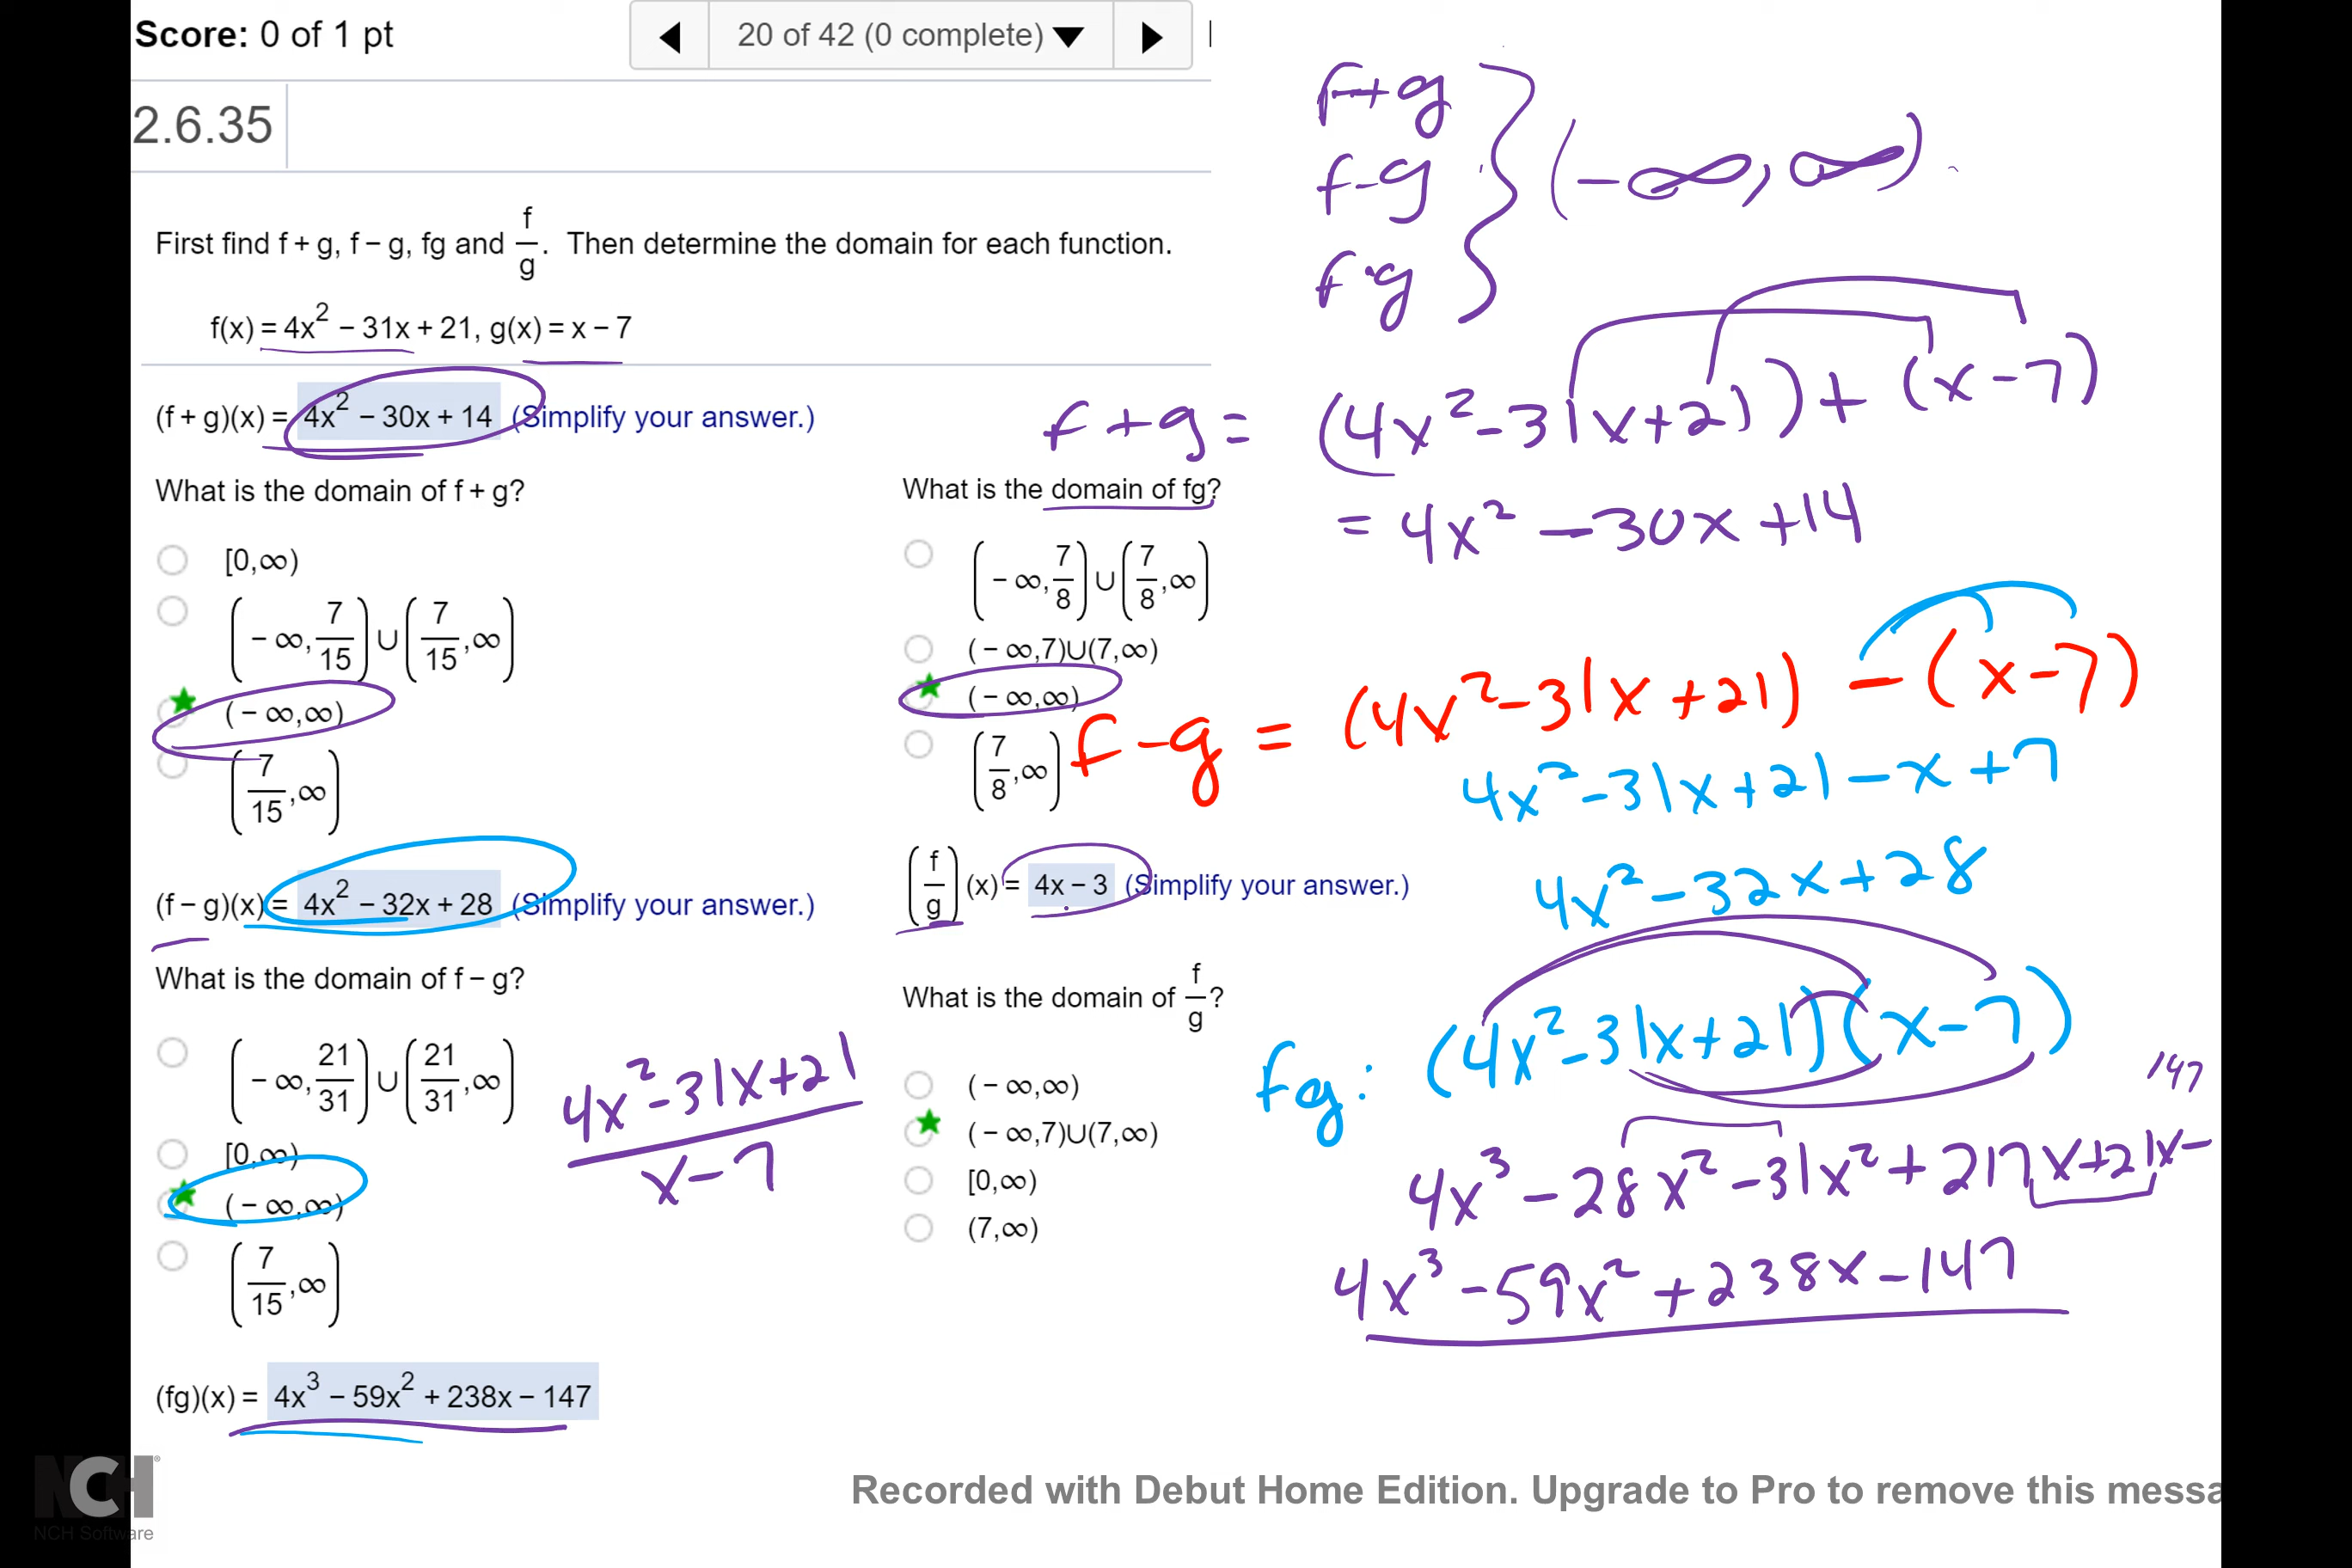 Score: 0 of 1 pt
20 of 42 (0 complete)
2.6.35
First find f + g, f − g, fg and f/g. Then determine the domain for each function.
f(x) = 4x² − 31x + 21, g(x) = x − 7
(f + g)(x) = 4x² − 30x + 14 (Simplify your answer.)
What is the domain of f + g?
[0,∞)
(−∞, 7/15) ∪ (7/15, ∞)
(−∞,∞)
(7/15, ∞)
(f − g)(x) = 4x² − 32x + 28 (Simplify your answer.)
What is the domain of f − g?
(−∞, 21/31) ∪ (21/31, ∞)
[0,∞)
(−∞,∞)
(7/15, ∞)
(fg)(x) = 4x³ − 59x² + 238x − 147
What is the domain of fg?
(−∞, 7/8) ∪ (7/8, ∞)
(−∞,7)∪(7,∞)
(−∞,∞)
(7/8, ∞)
(f/g)(x) = 4x − 3 (Simplify your answer.)
What is the domain of f/g?
(−∞,∞)
(−∞,7)∪(7,∞)
[0,∞)
(7,∞)
4x²−31x+21
x−7
f+g
f−g
f·g
(−∞, ∞).
f+g = (4x²−31x+21) + (x−7)
= 4x² −30x +14
f−g = (4x²−31x+21) − (x−7)
4x²−31x+21−x+7
4x²−32x+28
fg: (4x²−31x+21)(x−7)
147
4x³−28x²−31x²+217x+21x−
4x³−59x²+238x−147
NCH®
NCH Software
Recorded with Debut Home Edition. Upgrade to Pro to remove this messa